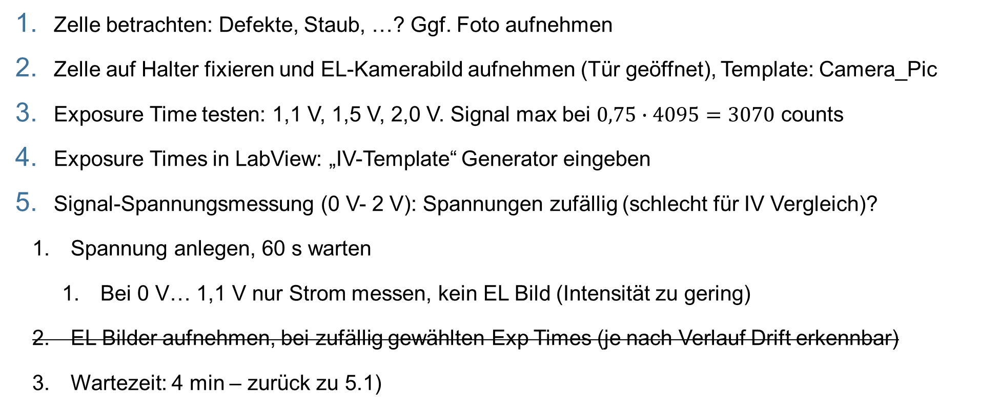 1. Zelle betrachten: Defekte, Staub, …? Ggf. Foto aufnehmen
2. Zelle auf Halter fixieren und EL-Kamerabild aufnehmen (Tür geöffnet), Template: Camera_Pic
3. Exposure Time testen: 1,1 V, 1,5 V, 2,0 V. Signal max bei 0,75 · 4095 = 3070 counts
4. Exposure Times in LabView: „IV-Template“ Generator eingeben
5. Signal-Spannungsmessung (0 V- 2 V): Spannungen zufällig (schlecht für IV Vergleich)?
1. Spannung anlegen, 60 s warten
1. Bei 0 V… 1,1 V nur Strom messen, kein EL Bild (Intensität zu gering)
2. EL Bilder aufnehmen, bei zufällig gewählten Exp Times (je nach Verlauf Drift erkennbar)
3. Wartezeit: 4 min – zurück zu 5.1)